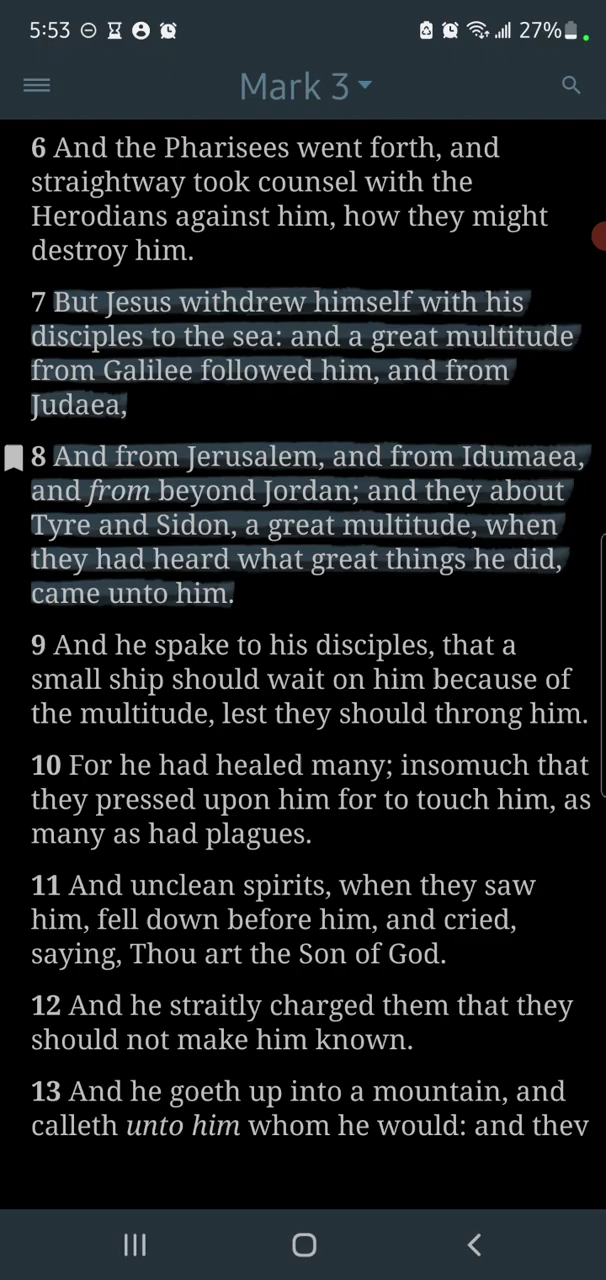 5:53 27%
Mark 3
6 And the Pharisees went forth, and
straightway took counsel with the
Herodians against him, how they might
destroy him.
7 But Jesus withdrew himself with his
disciples to the sea: and a great multitude
from Galilee followed him, and from
Judaea,
8 And from Jerusalem, and from Idumaea,
and from beyond Jordan; and they about
Tyre and Sidon, a great multitude, when
they had heard what great things he did,
came unto him.
9 And he spake to his disciples, that a
small ship should wait on him because of
the multitude, lest they should throng him.
10 For he had healed many; insomuch that
they pressed upon him for to touch him, as
many as had plagues.
11 And unclean spirits, when they saw
him, fell down before him, and cried,
saying, Thou art the Son of God.
12 And he straitly charged them that they
should not make him known.
13 And he goeth up into a mountain, and
calleth unto him whom he would: and they